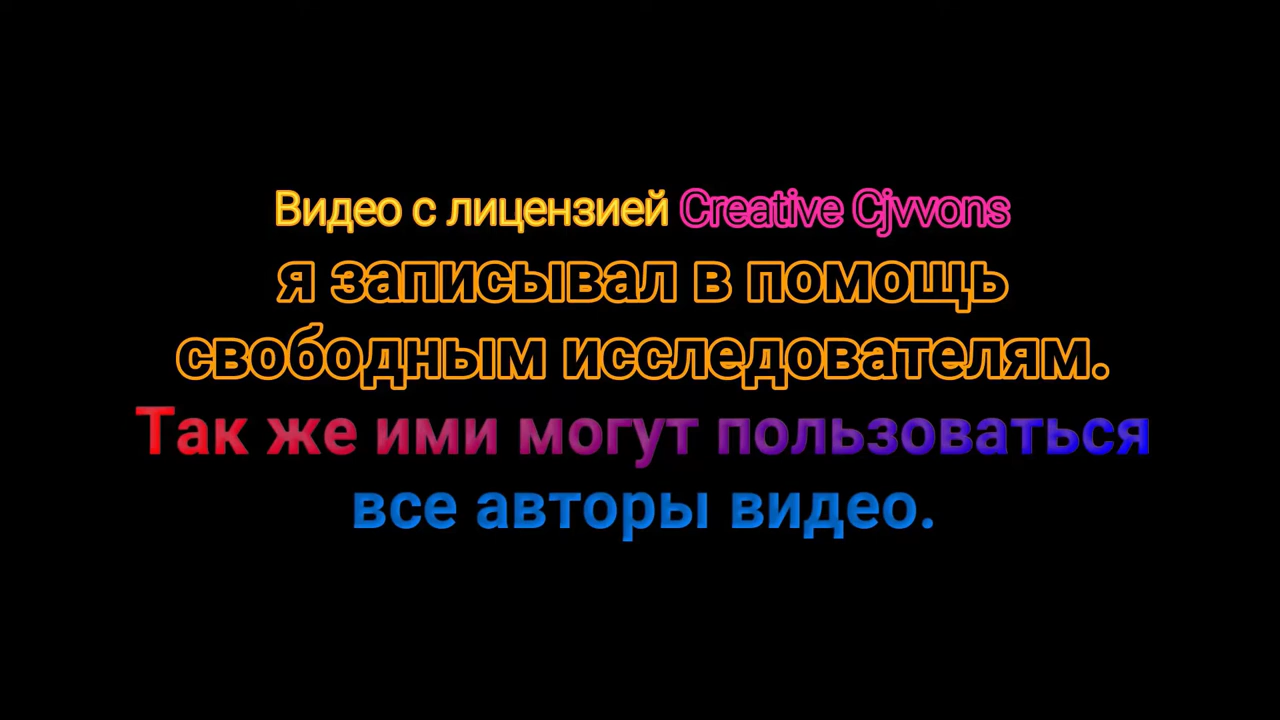 Видео с лицензией Creative Cjvvons
я записывал в помощь
свободным исследователям.
Так же ими могут пользоваться
все авторы видео.